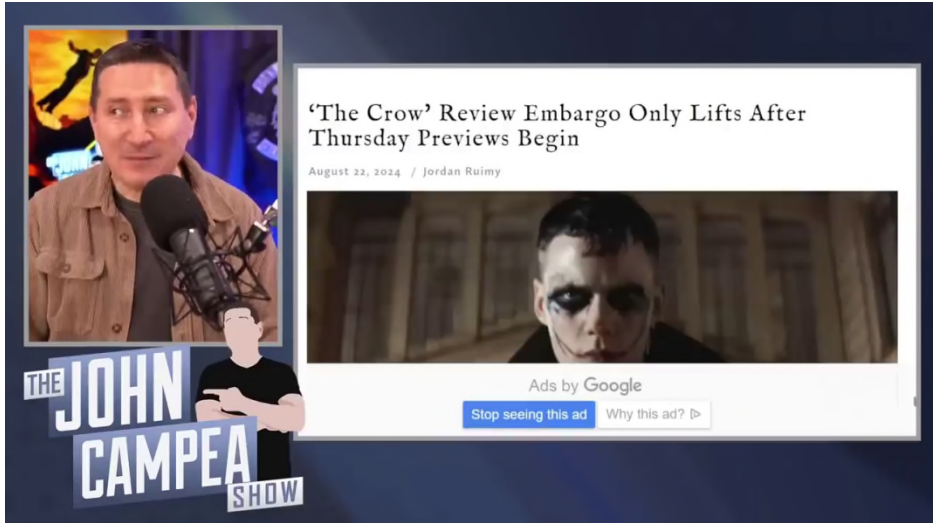 ‘The Crow’ Review Embargo Only Lifts After
Thursday Previews Begin
August 22, 2024 / Jordan Ruimy
Ads by Google
Stop seeing this ad
Why this ad?
THE
JOHN
CAMPEA
SHOW